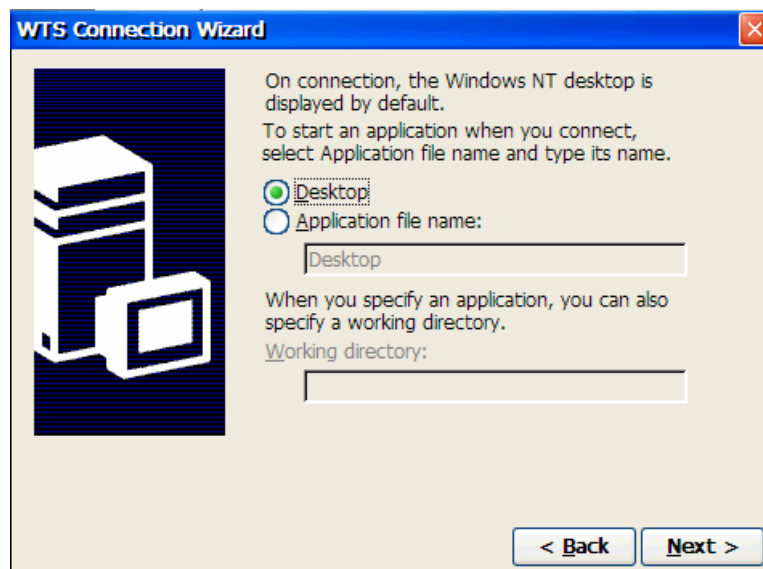 WTS Connection Wizard
On connection, the Windows NT desktop is
displayed by default.
To start an application when you connect,
select Application file name and type its name.
Desktop
Application file name:
Desktop
When you specify an application, you can also
specify a working directory.
Working directory:
< Back Next >